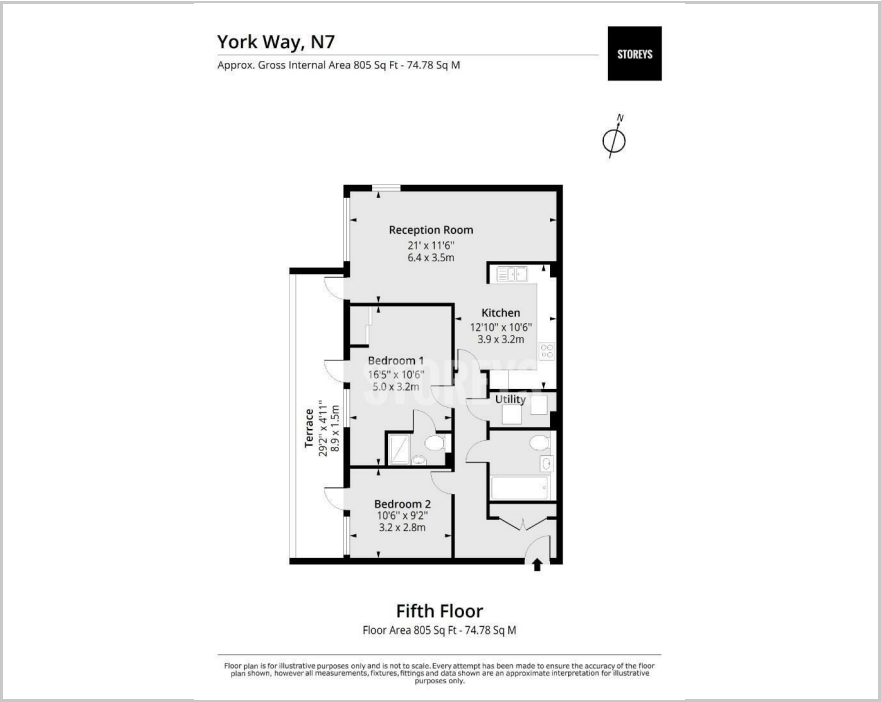 York Way, N7
Approx. Gross Internal Area 805 Sq Ft - 74.78 Sq M
STOREYS
N
Reception Room
21' x 11'6"
6.4 x 3.5m
Kitchen
12'10" x 10'6"
3.9 x 3.2m
Bedroom 1
16'5" x 10'6"
5.0 x 3.2m
STOREYS
Utility
Terrace
29'2" x 4'11"
8.9 x 1.5m
Bedroom 2
10'6" x 9'2"
3.2 x 2.8m
Fifth Floor
Floor Area 805 Sq Ft - 74.78 Sq M
Floor plan is for illustrative purposes only and is not to scale. Every attempt has been made to ensure the accuracy of the floor
plan shown, however all measurements, fixtures, fittings and data shown are an approximate interpretation for illustrative
purposes only.